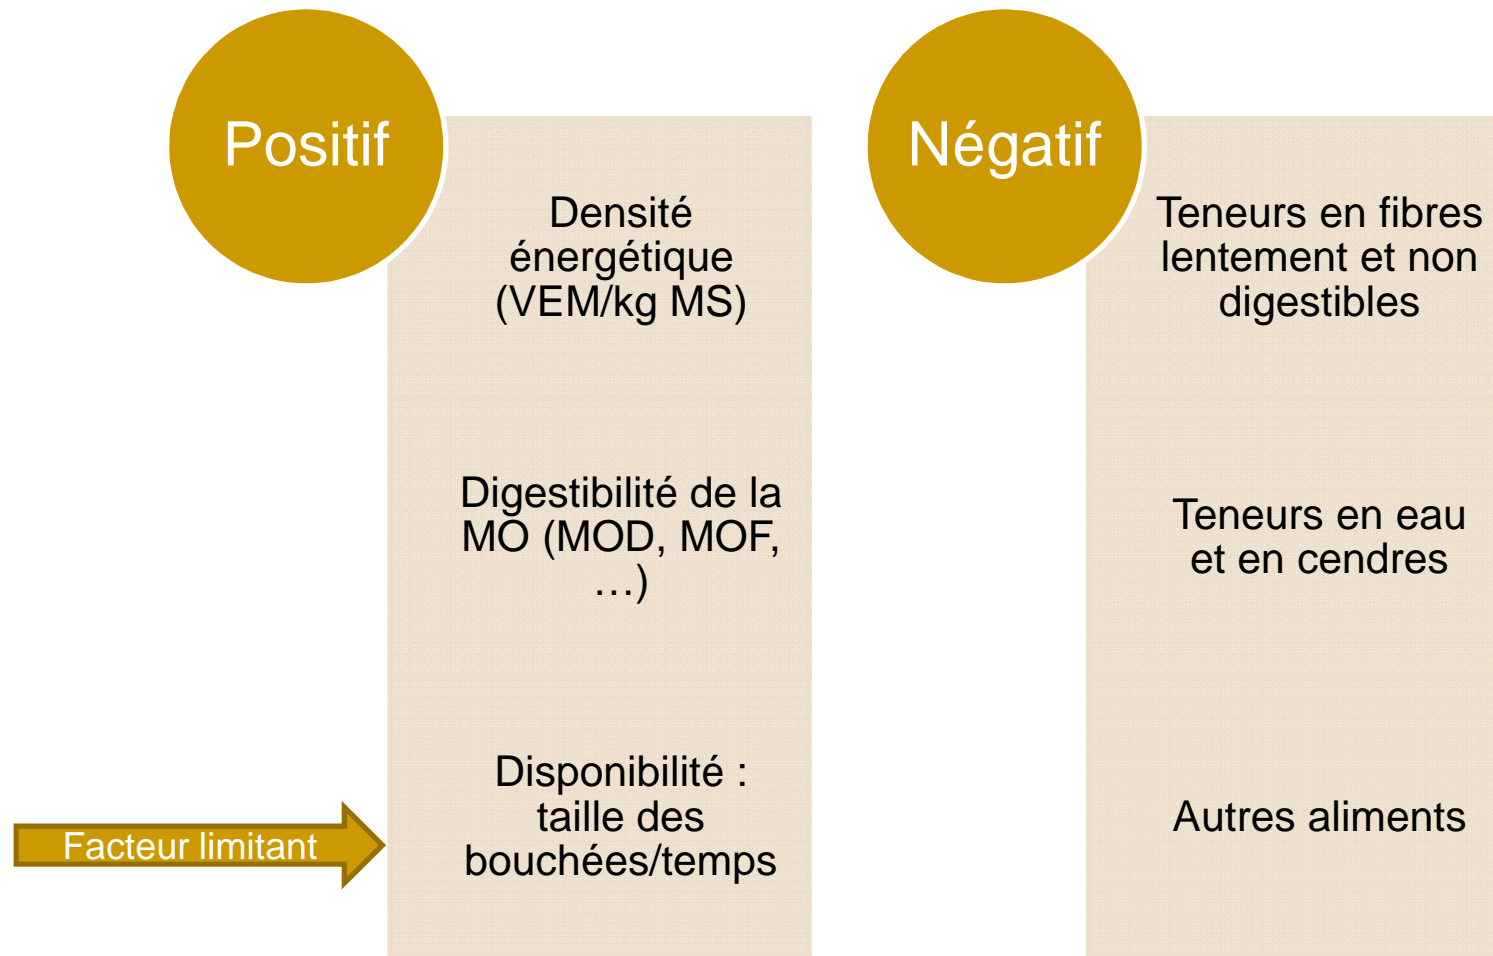 Positif
Densité
énergétique
(VEM/kg MS)
Digestibilité de la
MO (MOD, MOF,
…)
Facteur limitant
Disponibilité :
taille des
bouchées/temps
Négatif
Teneurs en fibres
lentement et non
digestibles
Teneurs en eau
et en cendres
Autres aliments